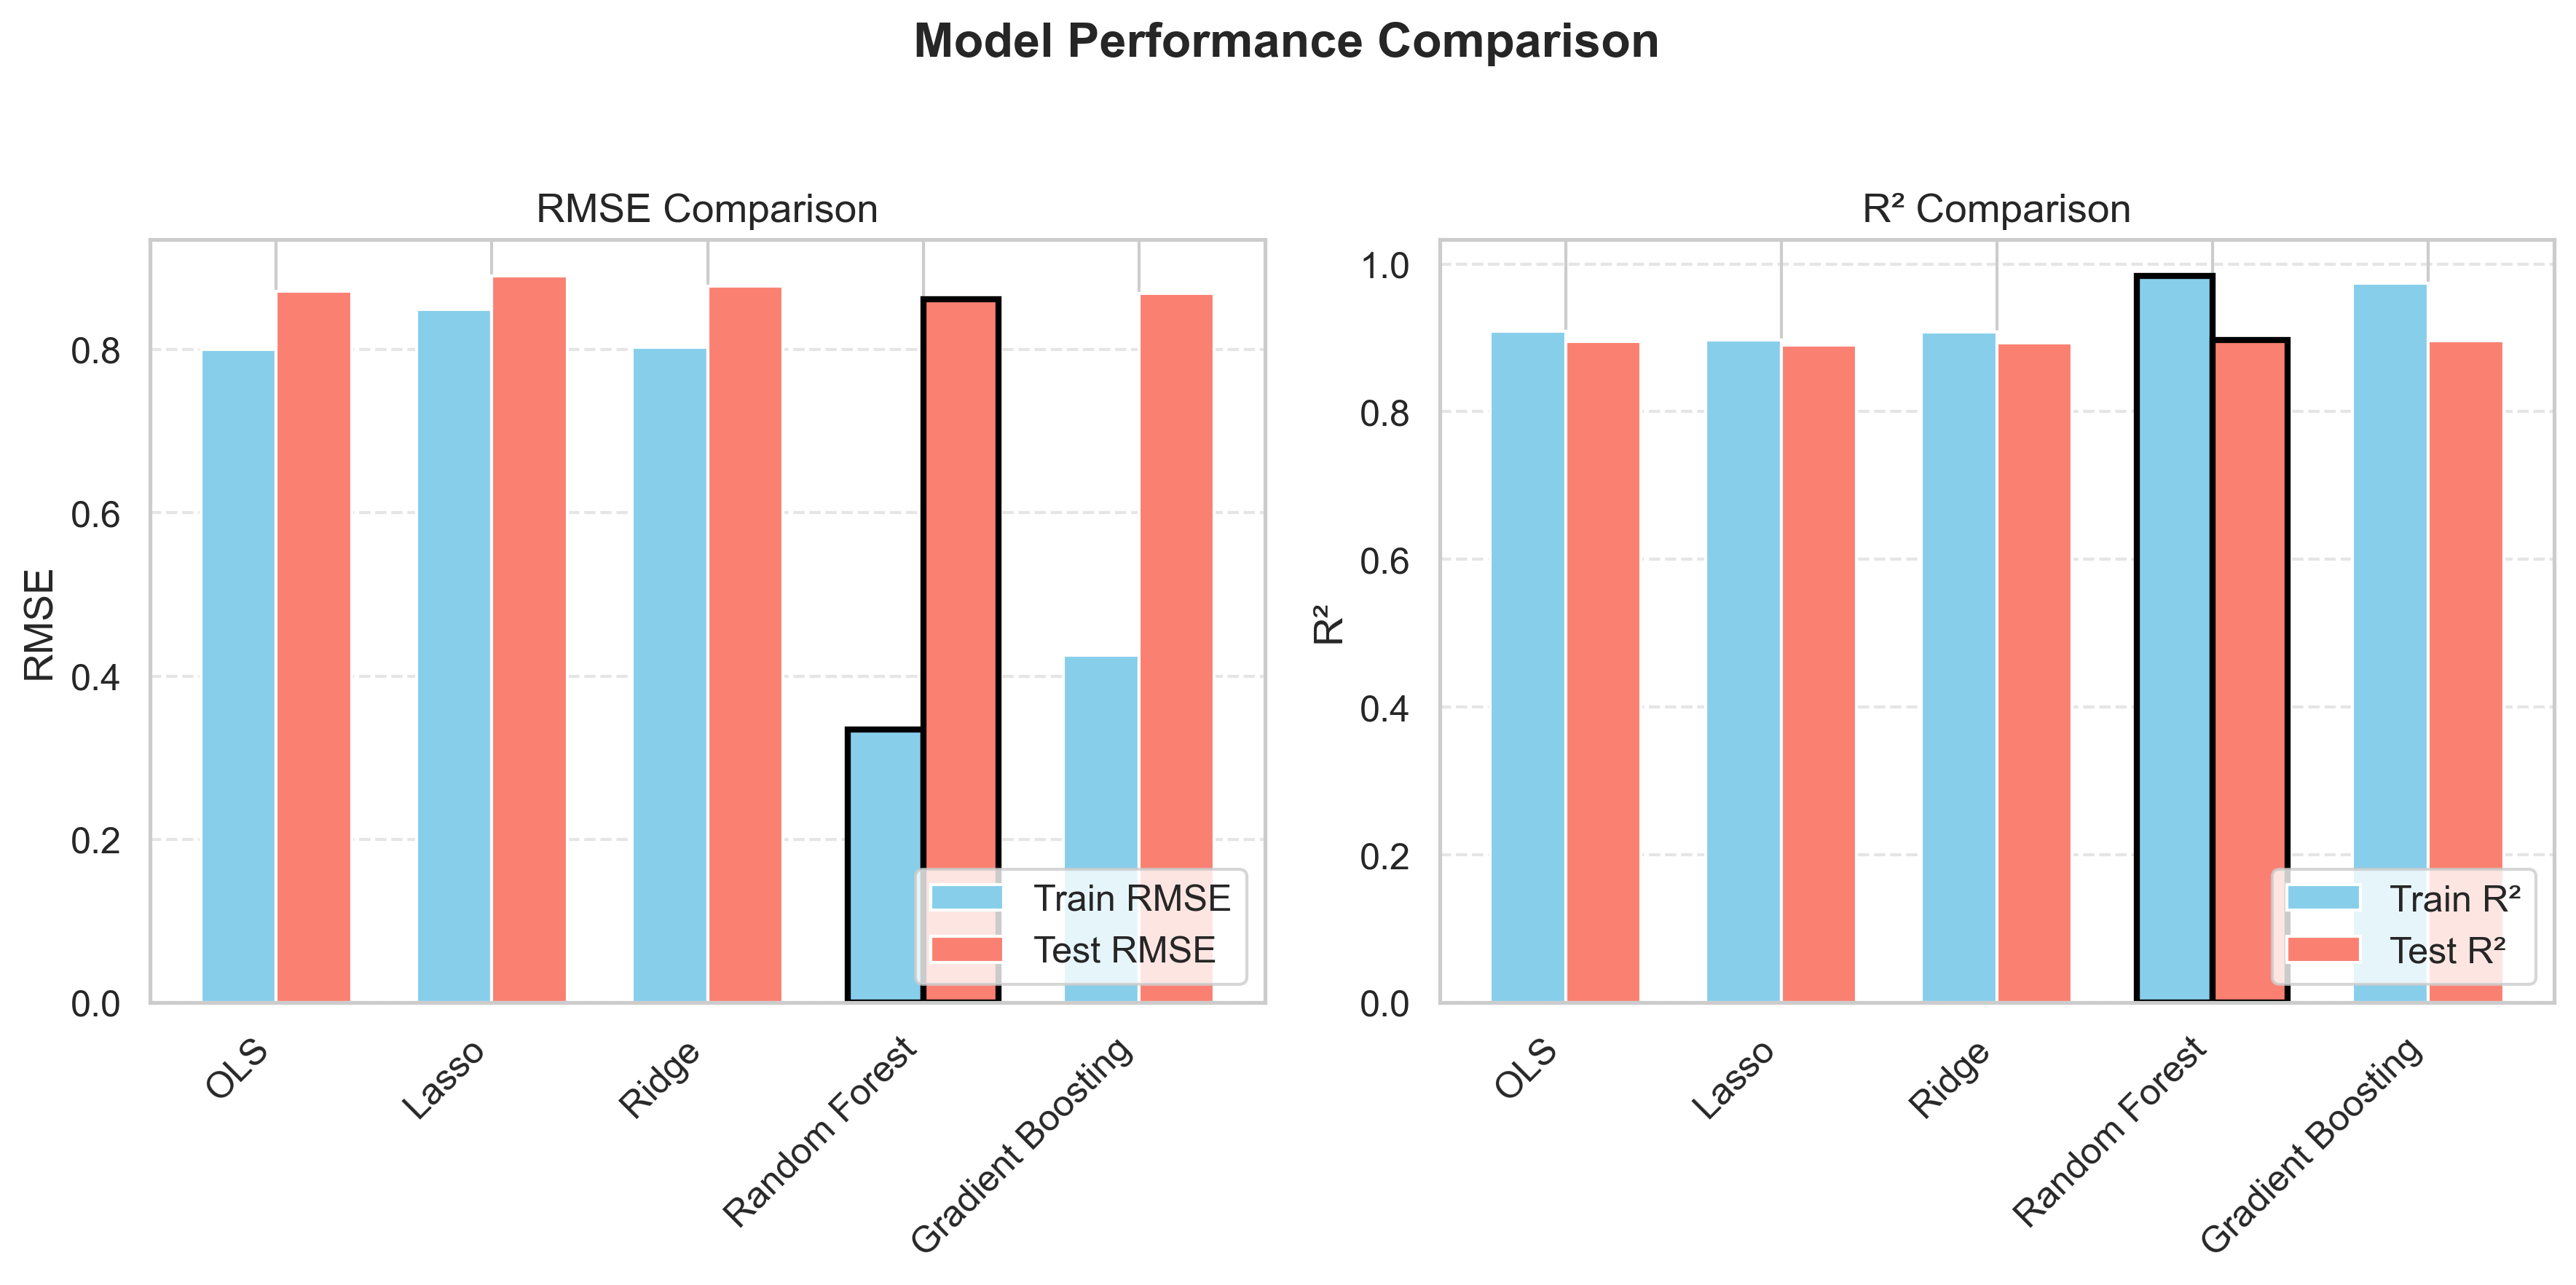 Model Performance Comparison
RMSE Comparison
RMSE
0.8
0.6
0.4
0.2
0.0
OLS
Lasso
Ridge
Random Forest
Gradient Boosting
Train RMSE
Test RMSE
R² Comparison
R²
1.0
0.8
0.6
0.4
0.2
0.0
OLS
Lasso
Ridge
Random Forest
Gradient Boosting
Train R²
Test R²